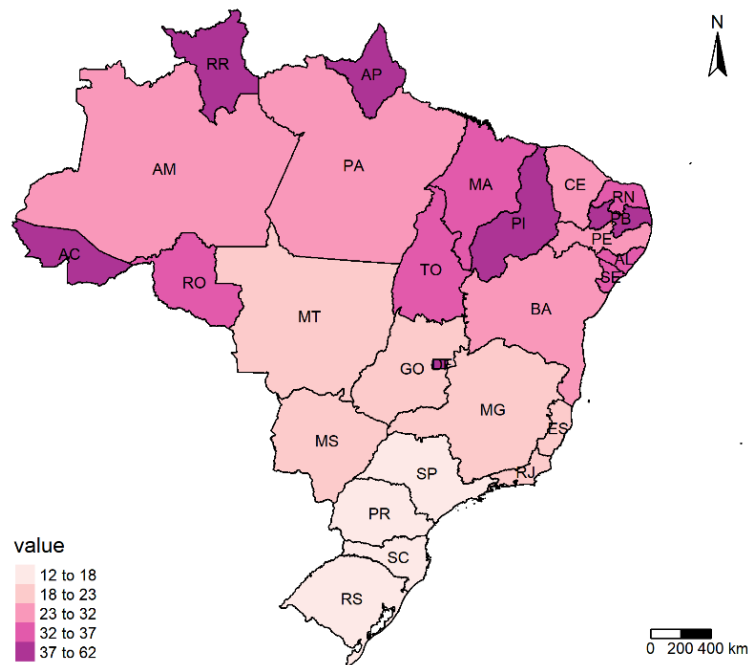 N
RR
AP
AM
PA
MA
CE
RN
PB
PI
PE
AL
SE
AC
RO
TO
BA
MT
GO
DF
MG
MS
ES
SP
RJ
PR
SC
RS
value
12 to 18
18 to 23
23 to 32
32 to 37
37 to 62
0 200 400 km